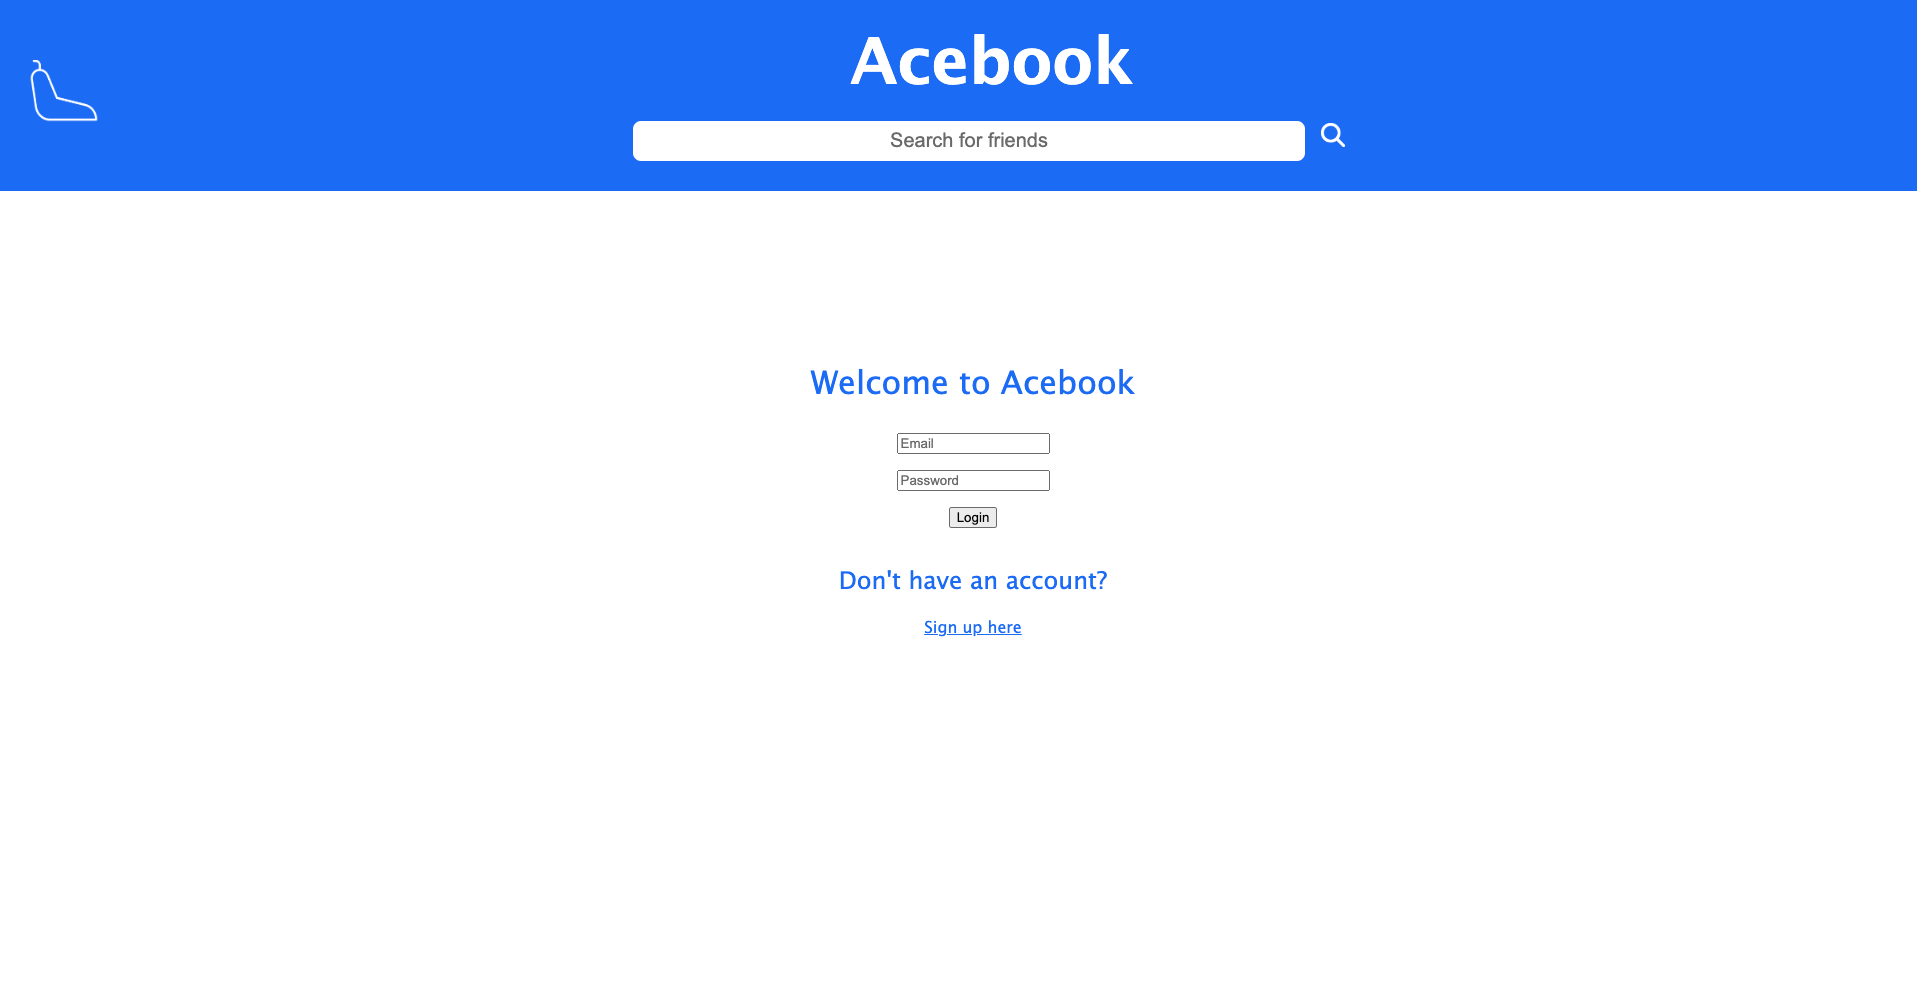 Acebook
Search for friends
Welcome to Acebook
Email
Password
Login
Don't have an account?
Sign up here